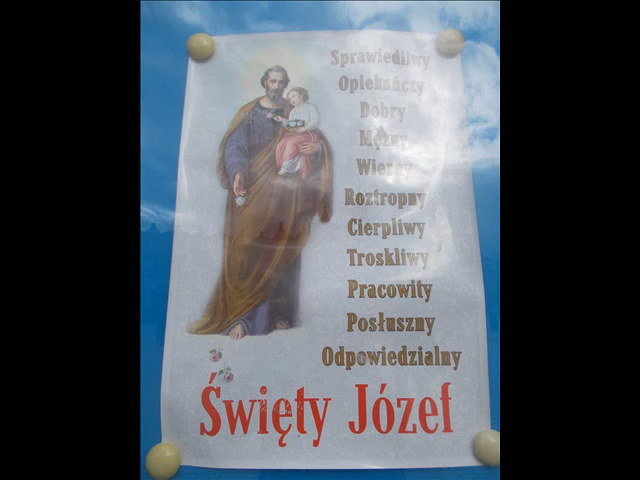 Sprawiedliwy
Opiekuńczy
Dobry
Mężny
Wierny
Roztropny
Cierpliwy
Troskliwy
Pracowity
Posłuszny
Odpowiedzialny
Święty Józef